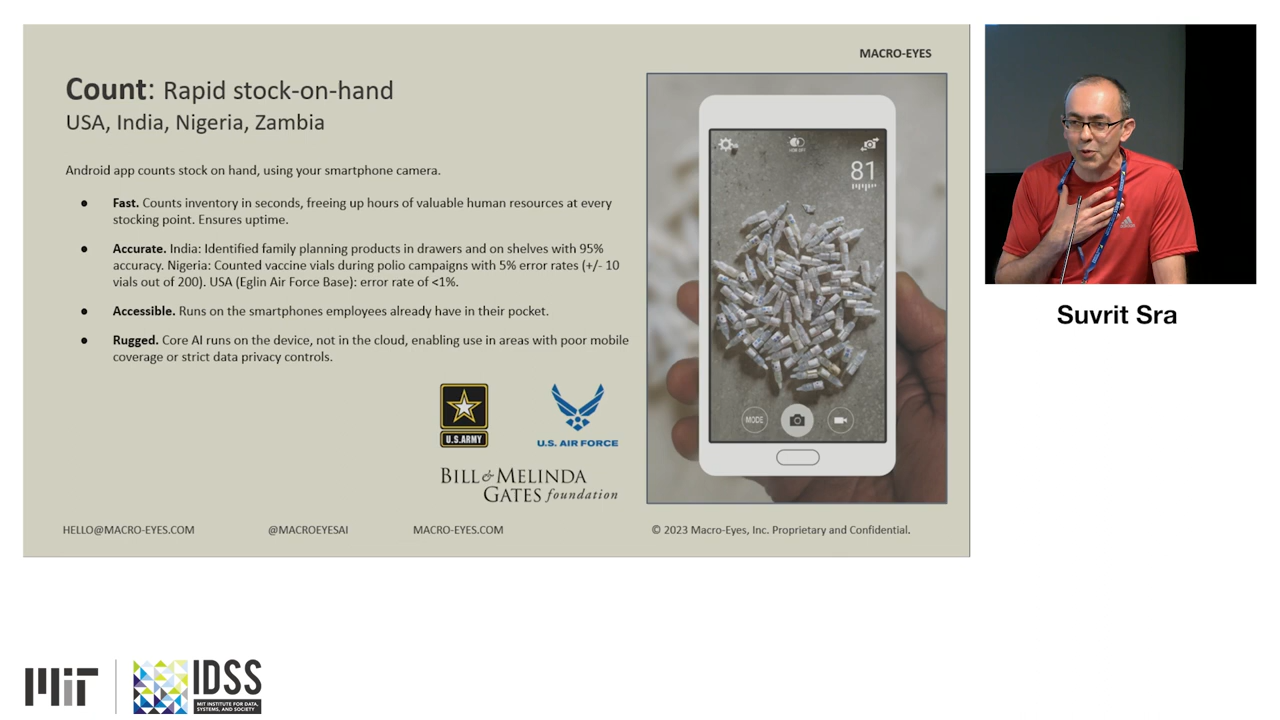 MACRO-EYES
Count: Rapid stock-on-hand
USA, India, Nigeria, Zambia
Android app counts stock on hand, using your smartphone camera.
● Fast. Counts inventory in seconds, freeing up hours of valuable human resources at every
stocking point. Ensures uptime.
● Accurate. India: Identified family planning products in drawers and on shelves with 95%
accuracy. Nigeria: Counted vaccine vials during polio campaigns with 5% error rates (+/- 10
vials out of 200). USA (Eglin Air Force Base): error rate of <1%.
● Accessible. Runs on the smartphones employees already have in their pocket.
● Rugged. Core AI runs on the device, not in the cloud, enabling use in areas with poor mobile
coverage or strict data privacy controls.
U.S.ARMY
U.S. AIR FORCE
BILL & MELINDA
GATES foundation
81
MODE
HELLO@MACRO-EYES.COM
@MACROEYESAI
MACRO-EYES.COM
© 2023 Macro-Eyes, Inc. Proprietary and Confidential.
Suvrit Sra
MIT
IDSS
MIT INSTITUTE FOR DATA,
SYSTEMS, AND SOCIETY